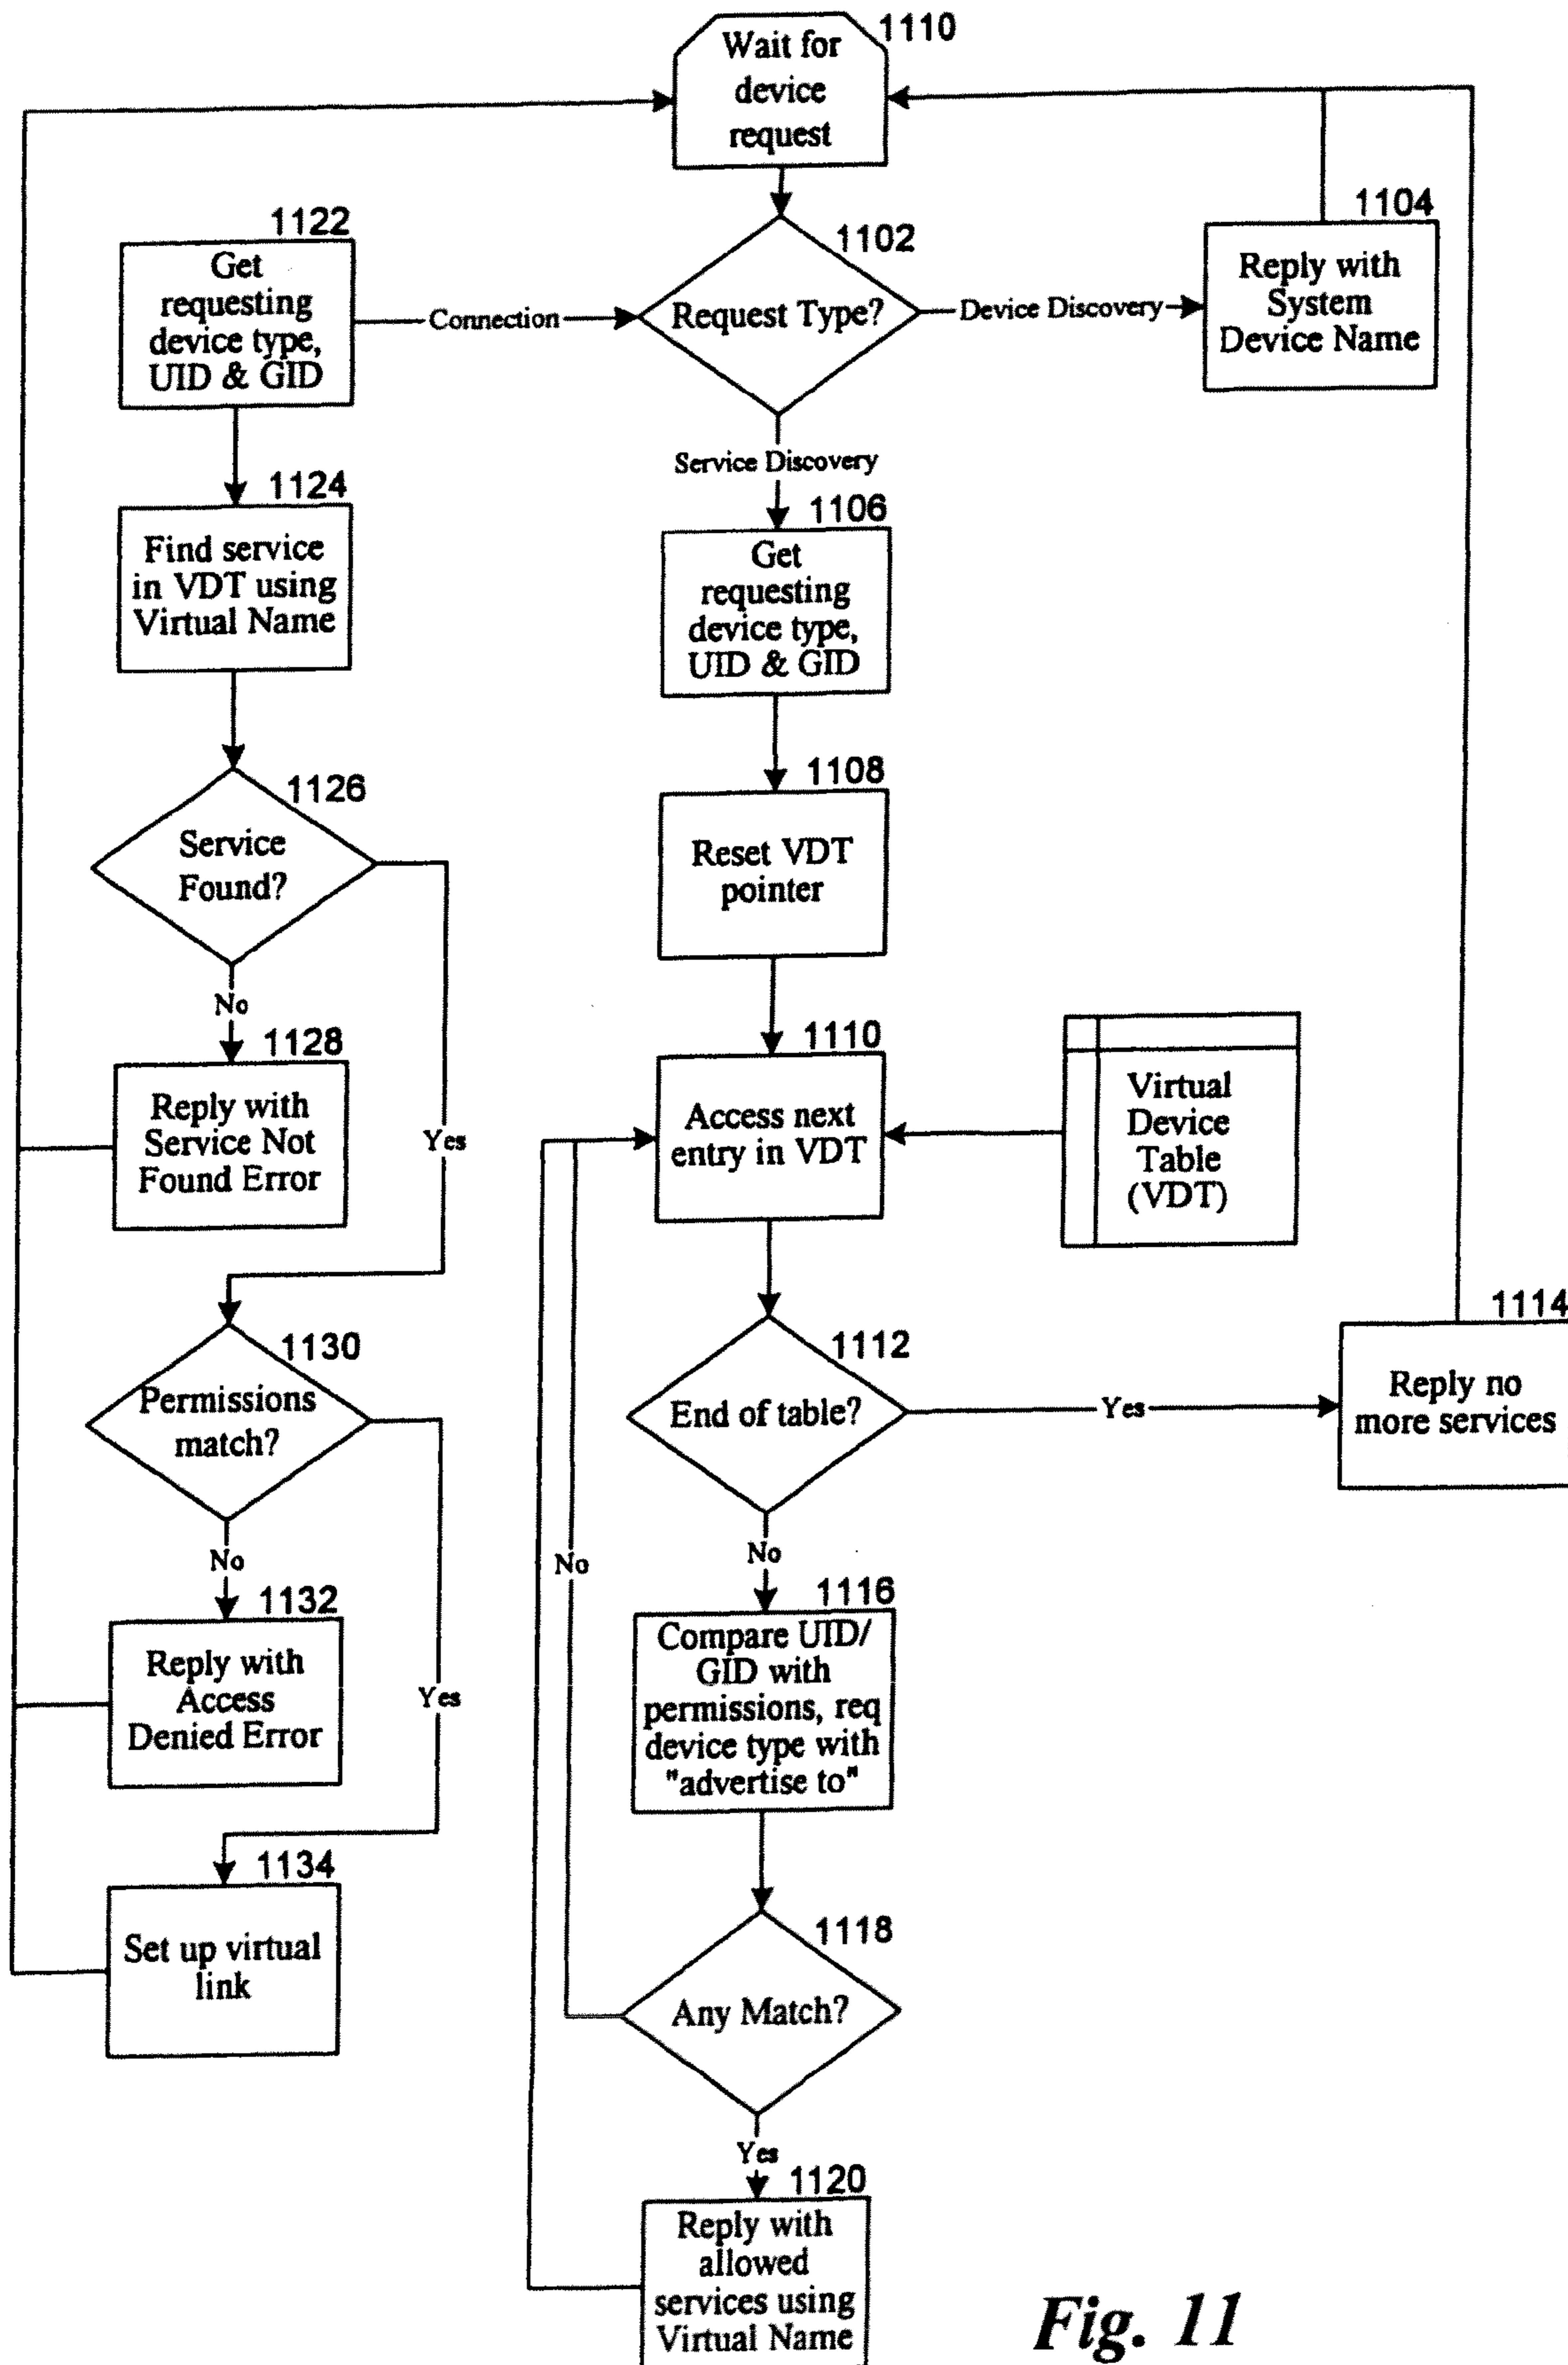 Wait for
device
request
1110
1122
Get
requesting
device type,
UID & GID
Connection
1102
Request Type?
Device Discovery
1104
Reply with
System
Device Name
Service Discovery
1124
Find service
in VDT using
Virtual Name
1106
Get
requesting
device type,
UID & GID
1126
Service
Found?
No
Yes
1108
Reset VDT
pointer
1128
Reply with
Service Not
Found Error
1110
Access next
entry in VDT
Virtual
Device
Table
(VDT)
1130
Permissions
match?
No
Yes
1112
End of table?
Yes
No
1114
Reply no
more services
1132
Reply with
Access
Denied Error
1116
Compare UID/
GID with
permissions, req
device type with
"advertise to"
1134
Set up virtual
link
1118
Any Match?
No
Yes
1120
Reply with
allowed
services using
Virtual Name
Fig. 11